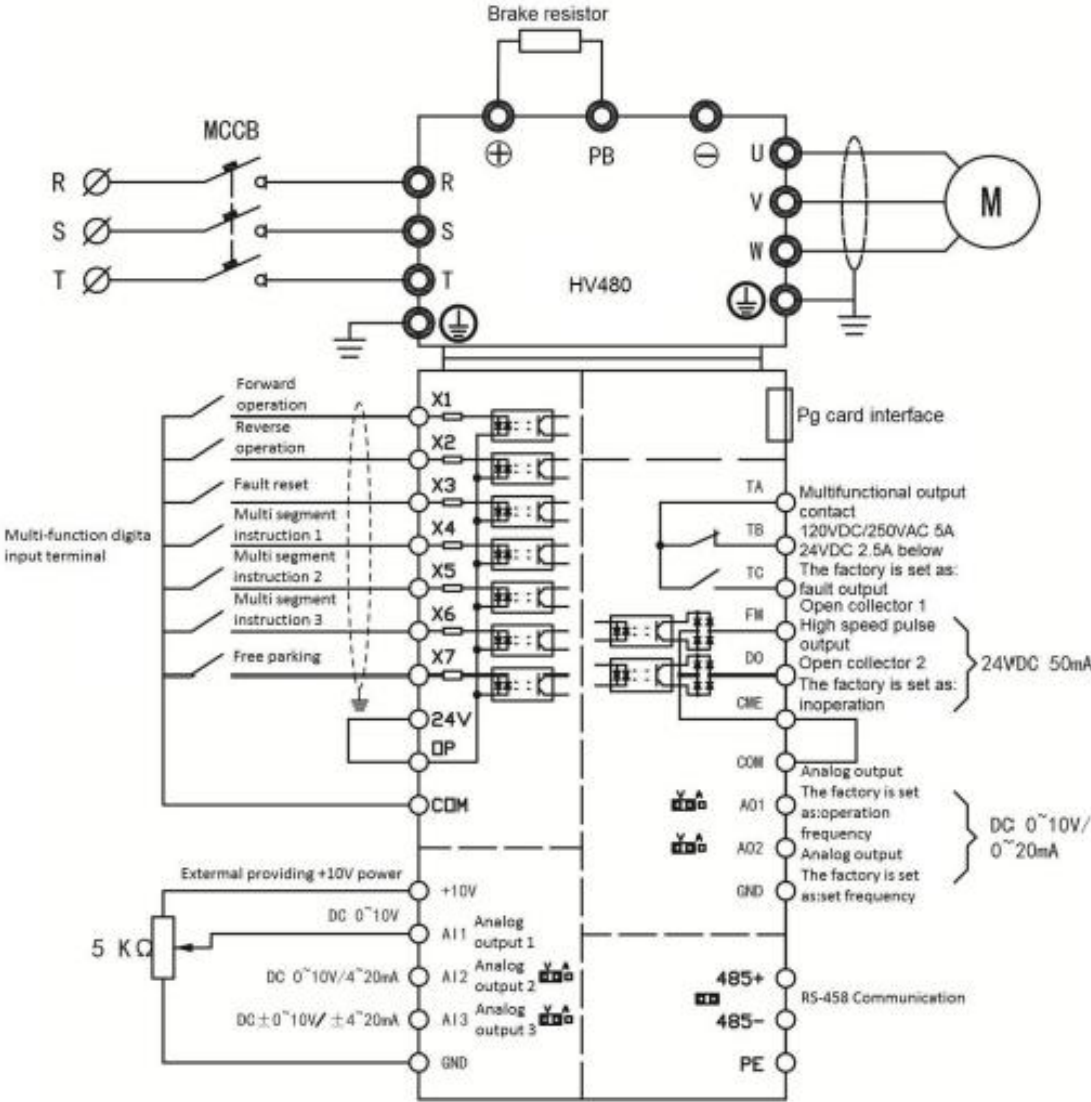 Brake resistor
MCCB
PB
R
S
T
R
S
T
U
V
W
M
HV480
Forward
operation
Reverse
operation
Fault reset
Multi segment
instruction 1
Multi segment
instruction 2
Multi segment
instruction 3
Free parking
Multi-function digita
input terminal
X1
X2
X3
X4
X5
X6
X7
24V
OP
COM
Pg card interface
TA
TB
TC
FM
DO
CME
COM
AO1
AO2
GND
Multifunctional output
contact
120VDC/250VAC 5A
24VDC 2.5A below
The factory is set as:
fault output
Open collector 1
High speed pulse
output
Open collector 2
The factory is set as:
inoperation
24VDC 50mA
Analog output
The factory is set
as:operation
frequency
Analog output
The factory is set
as:set frequency
DC 0~10V/
0~20mA
V A
V A
Extermal providing +10V power
+10V
DC 0~10V
AI1 Analog
output 1
5 KΩ
DC 0~10V/4~20mA
AI2 Analog
output 2
V A
DC±0~10V/ ±4~20mA
AI3 Analog
output 3
V A
GND
485+
485-
RS-458 Communication
PE